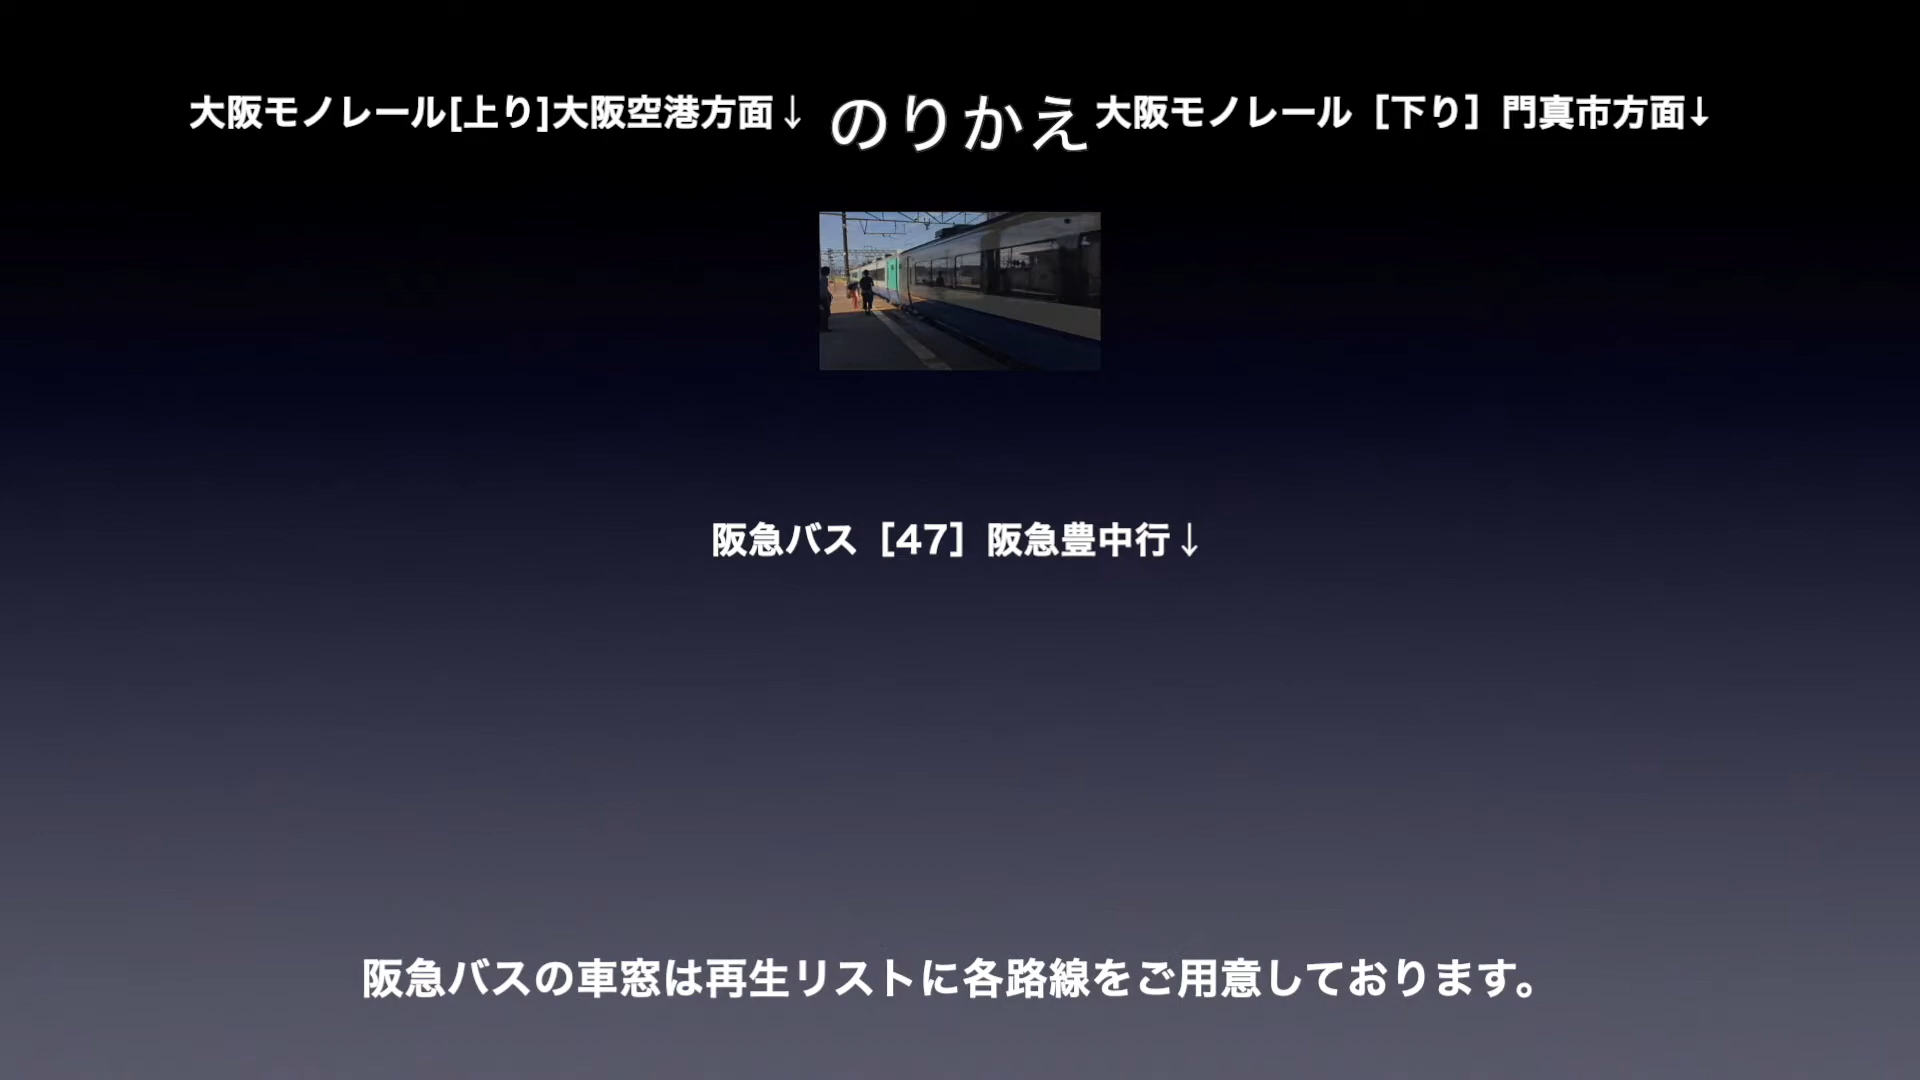 大阪モノレール[上り]大阪空港方面↓
のりかえ
大阪モノレール［下り］門真市方面↓
阪急バス［47］阪急豊中行↓
阪急バスの車窓は再生リストに各路線をご用意しております。